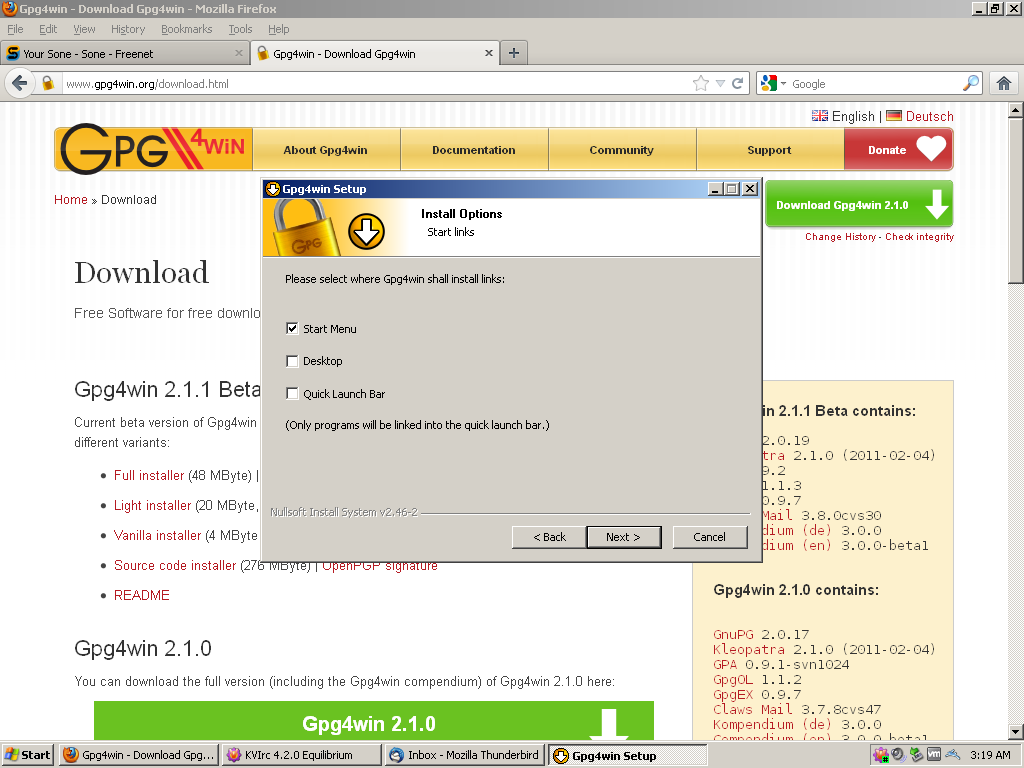 Gpg4win - Download Gpg4win - Mozilla Firefox
File Edit View History Bookmarks Tools Help
Your Sone - Sone - Freenet
Gpg4win - Download Gpg4win
www.gpg4win.org/download.html
Google
English | Deutsch
GPG4WiN
About Gpg4win
Documentation
Community
Support
Donate
Home » Download
Download Gpg4win 2.1.0
Change History - Check integrity
Download
Free Software for free downlo
Gpg4win 2.1.1 Beta
Current beta version of Gpg4win
different variants:
Full installer (48 MByte) |
Light installer (20 MByte,
Vanilla installer (4 MByte
Source code installer (276 MByte) | OpenPGP signature
README
Gpg4win 2.1.0
You can download the full version (including the Gpg4win compendium) of Gpg4win 2.1.0 here:
Gpg4win 2.1.0
Gpg4win Setup
GPG
Install Options
Start links
Please select where Gpg4win shall install links:
Start Menu
Desktop
Quick Launch Bar
(Only programs will be linked into the quick launch bar.)
Nullsoft Install System v2.46-2
< Back
Next >
Cancel
in 2.1.1 Beta contains:
2.0.19
tra 2.1.0 (2011-02-04)
9.2
1.1.3
0.9.7
Mail 3.8.0cvs30
dium (de) 3.0.0
dium (en) 3.0.0-beta1
Gpg4win 2.1.0 contains:
GnuPG 2.0.17
Kleopatra 2.1.0 (2011-02-04)
GPA 0.9.1-svn1024
GpgOL 1.1.2
GpgEX 0.9.7
Claws Mail 3.7.8cvs47
Kompendium (de) 3.0.0
Compendium (en) 3.0.0-beta1
Start
Gpg4win - Download Gpg...
KVIrc 4.2.0 Equilibrium
Inbox - Mozilla Thunderbird
Gpg4win Setup
3:19 AM